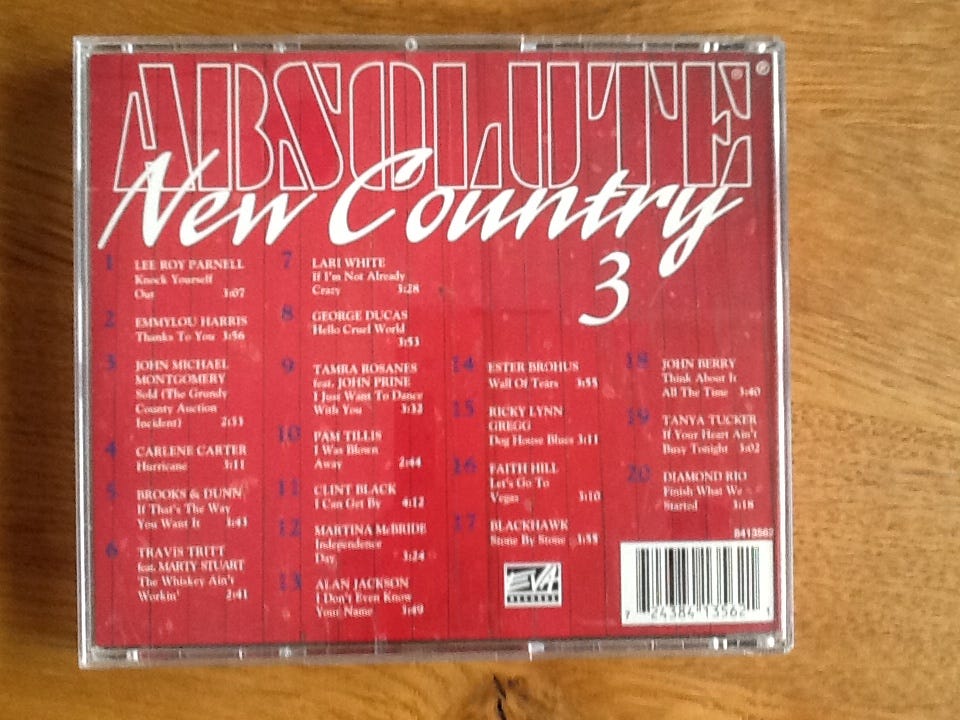 ABSOLUTE
New Country
3
1 LEE ROY PARNELL
Knock Yourself
Out 3:07
2 EMMYLOU HARRIS
Thanks To You 3:56
3 JOHN MICHAEL
MONTGOMERY
Sold (The Grundy
County Auction
Incident) 2:33
4 CARLENE CARTER
Hurricane 3:11
5 BROOKS & DUNN
If That's The Way
You Want It 3:43
6 TRAVIS TRITT
feat. MARTY STUART
The Whiskey Ain't
Workin' 2:41
7 LARI WHITE
If I'm Not Already
Crazy 3:28
8 GEORGE DUCAS
Hello Cruel World
3:53
9 TAMRA ROSANES
feat. JOHN PRINE
I Just Want To Dance
With You 3:32
10 PAM TILLIS
I Was Blown
Away 2:44
11 CLINT BLACK
I Can Get By 4:12
12 MARTINA McBRIDE
Independence
Day 3:24
13 ALAN JACKSON
I Don't Even Know
Your Name 3:49
14 ESTER BROHUS
Wall Of Tears 3:55
15 RICKY LYNN
GREGG
Dog House Blues 3:11
16 FAITH HILL
Let's Go To
Vegas 3:10
17 BLACKHAWK
Stone By Stone 3:55
18 JOHN BERRY
Think About It
All The Time 3:40
19 TANYA TUCKER
If Your Heart Ain't
Busy Tonight 3:02
20 DIAMOND RIO
Finish What We
Started 3:18
EVA
RECORDS
8413562
7 24384 13562 1